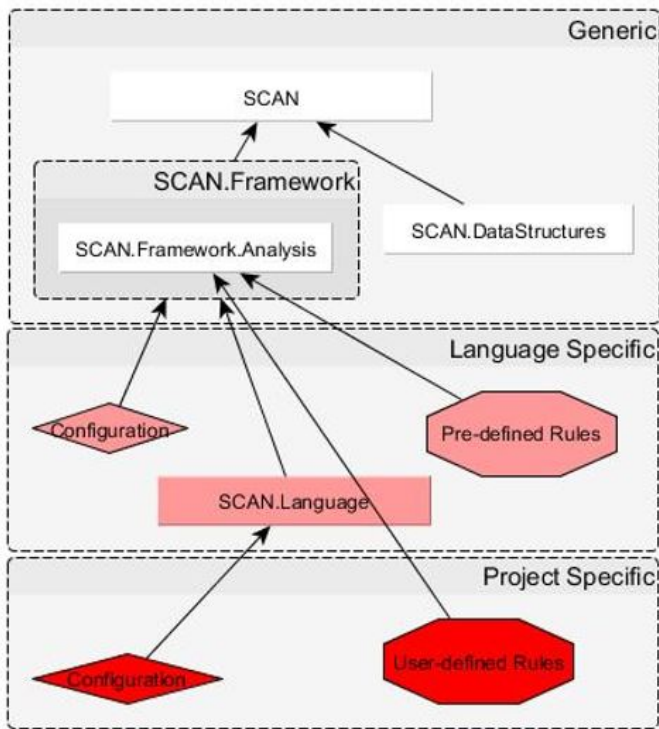 Generic
SCAN
SCAN.Framework
SCAN.DataStructures
SCAN.Framework.Analysis
Language Specific
Configuration
Pre-defined Rules
SCAN.Language
Project Specific
Configuration
User-defined Rules